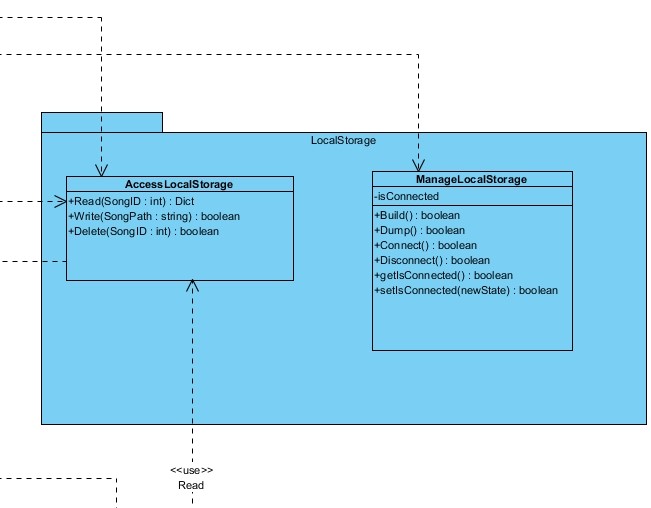 LocalStorage
AccessLocalStorage
+Read(SongID : int) : Dict
+Write(SongPath : string) : boolean
+Delete(SongID : int) : boolean
ManageLocalStorage
-isConnected
+Build() : boolean
+Dump() : boolean
+Connect() : boolean
+Disconnect() : boolean
+getIsConnected() : boolean
+setIsConnected(newState) : boolean
<<use>>
Read